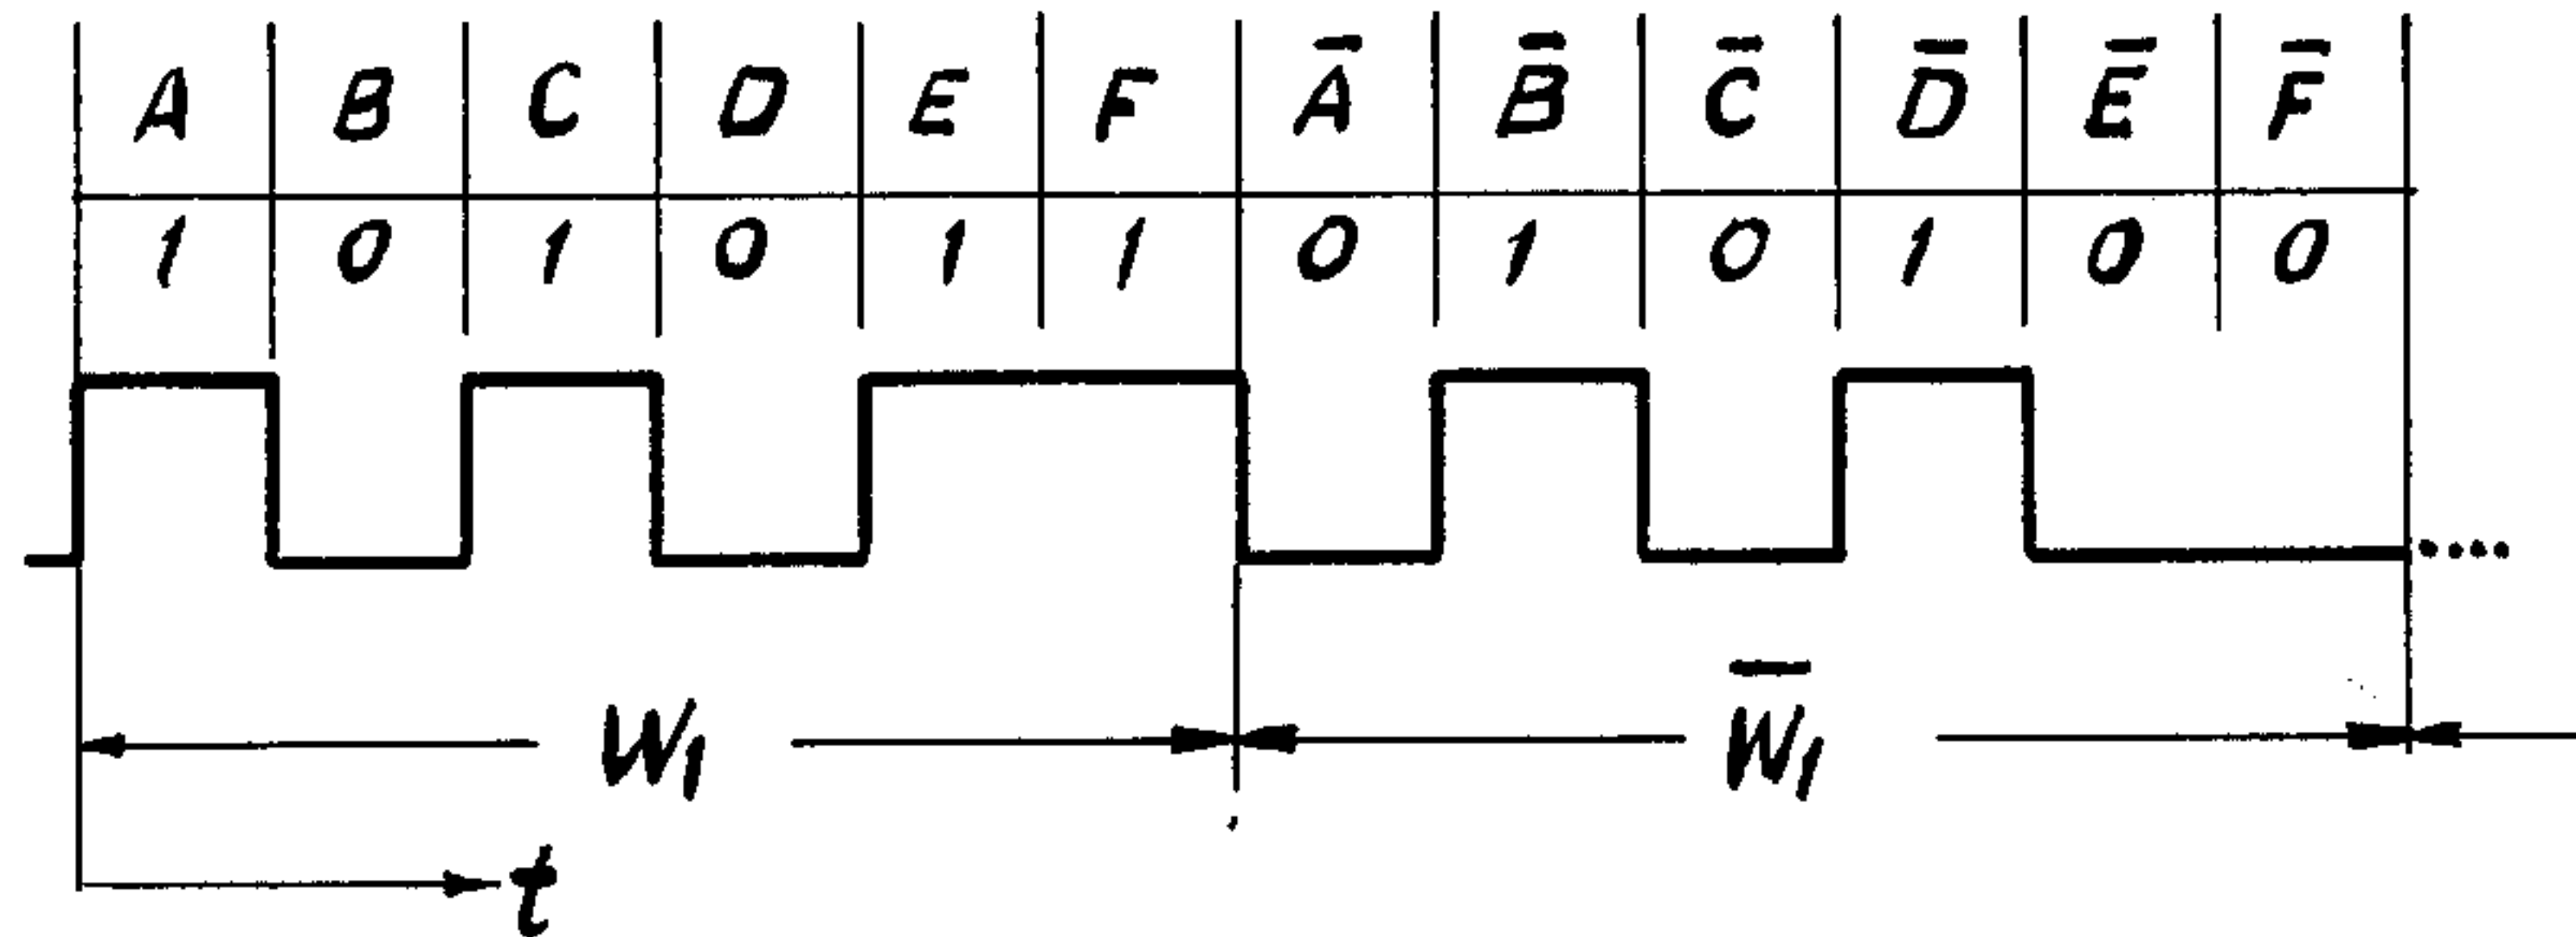 A B C D E F A̅ B̅ C̅ D̅ E̅ F̅
1 0 1 0 1 1 0 1 0 1 0 0
W₁ W̅₁
t